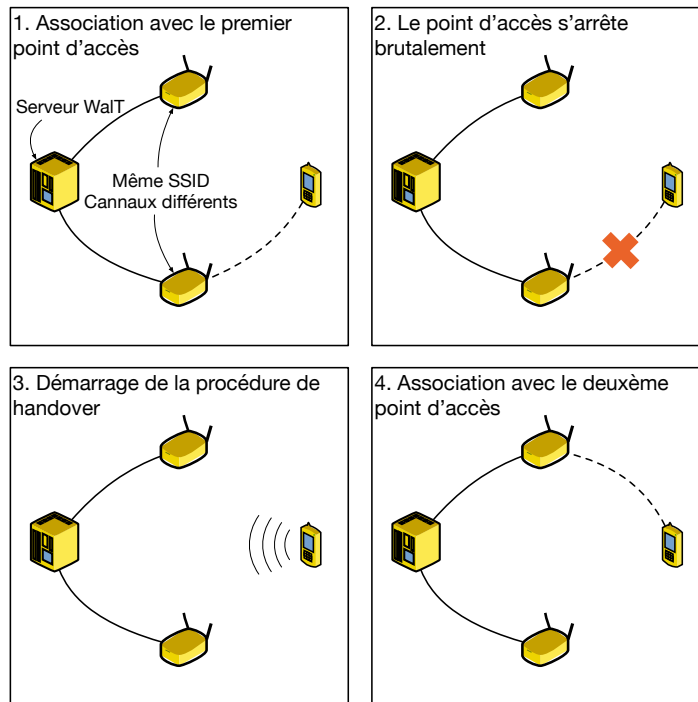 1. Association avec le premier
point d'accès
Serveur WalT
Même SSID
Cannaux différents
2. Le point d'accès s'arrête
brutalement
3. Démarrage de la procédure de
handover
4. Association avec le deuxème
point d'accès